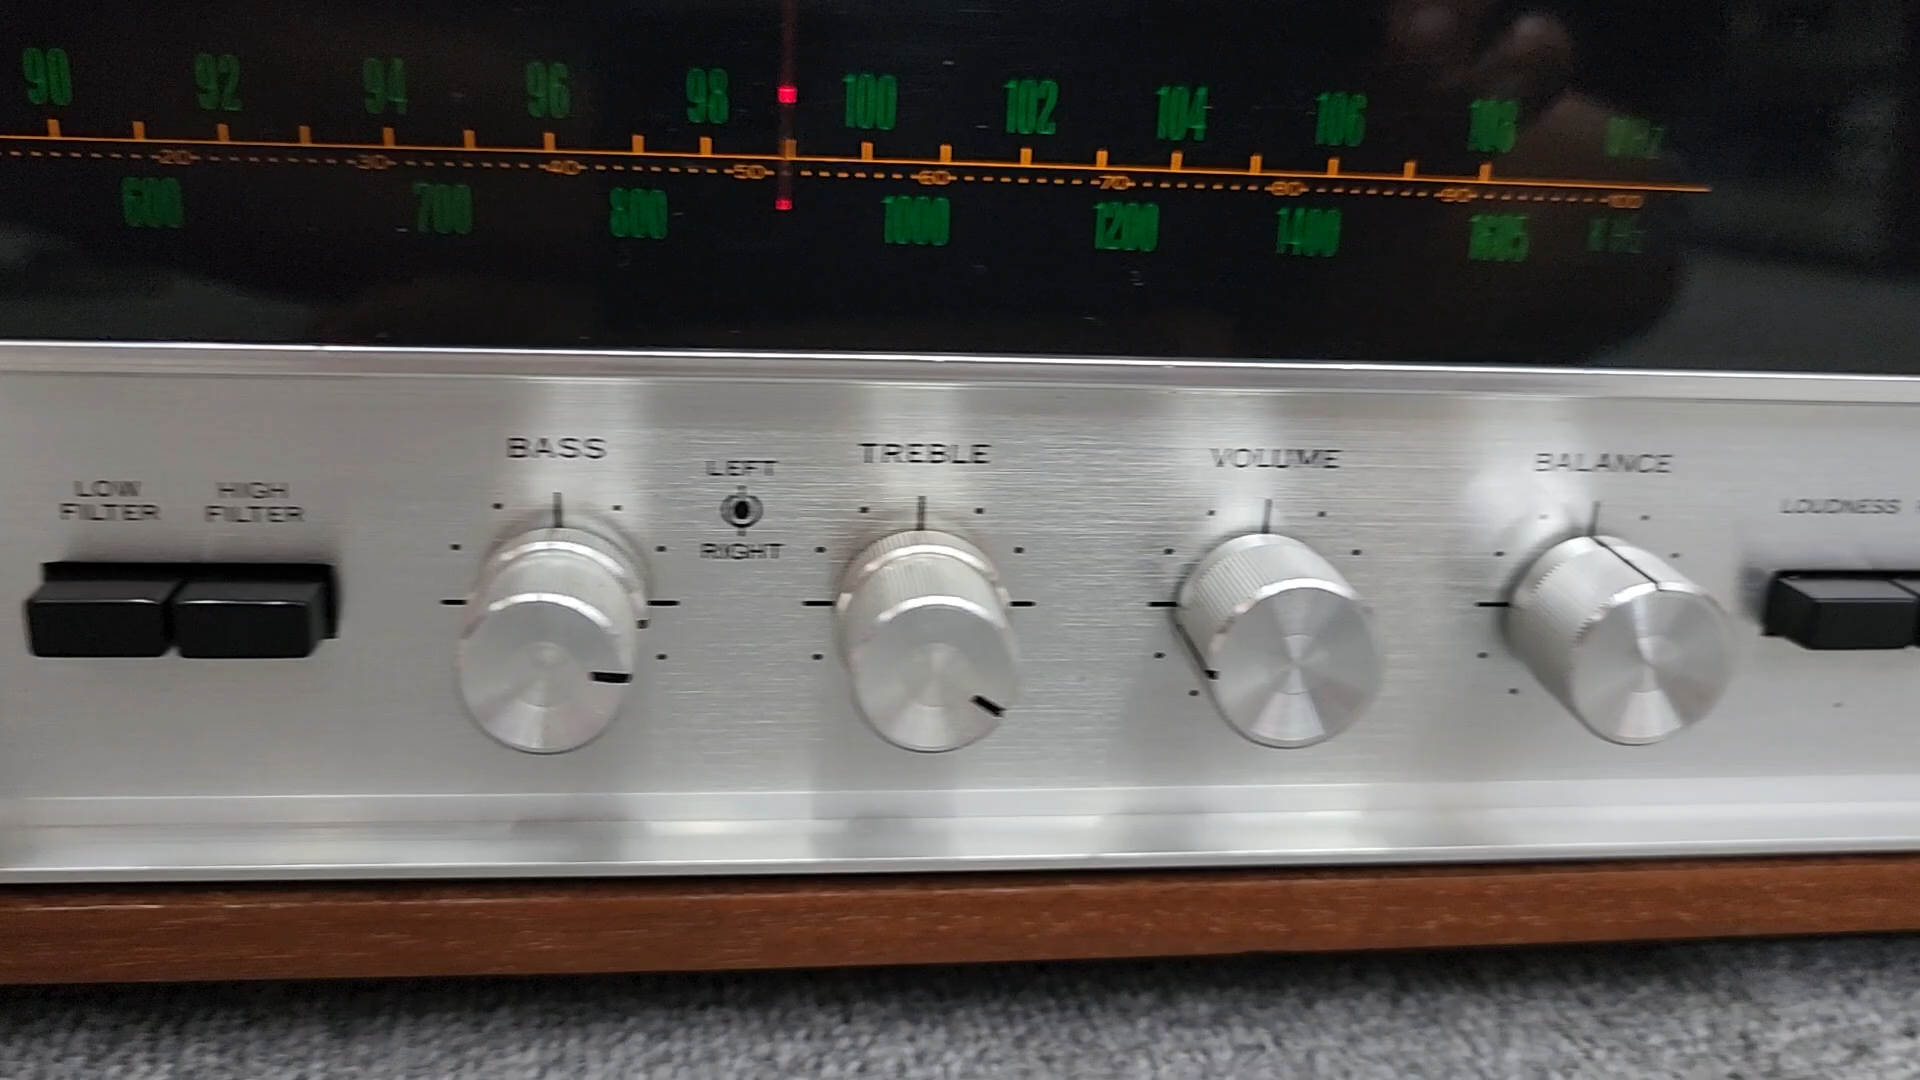 90 92 94 96 98 100 102 104 106 108 MHz
20 30 40 50 60 70 80 90 100
600 700 800 1000 1200 1400 1605 KHz
BASS TREBLE VOLUME BALANCE
LEFT
RIGHT
LOW
FILTER
HIGH
FILTER
LOUDNESS